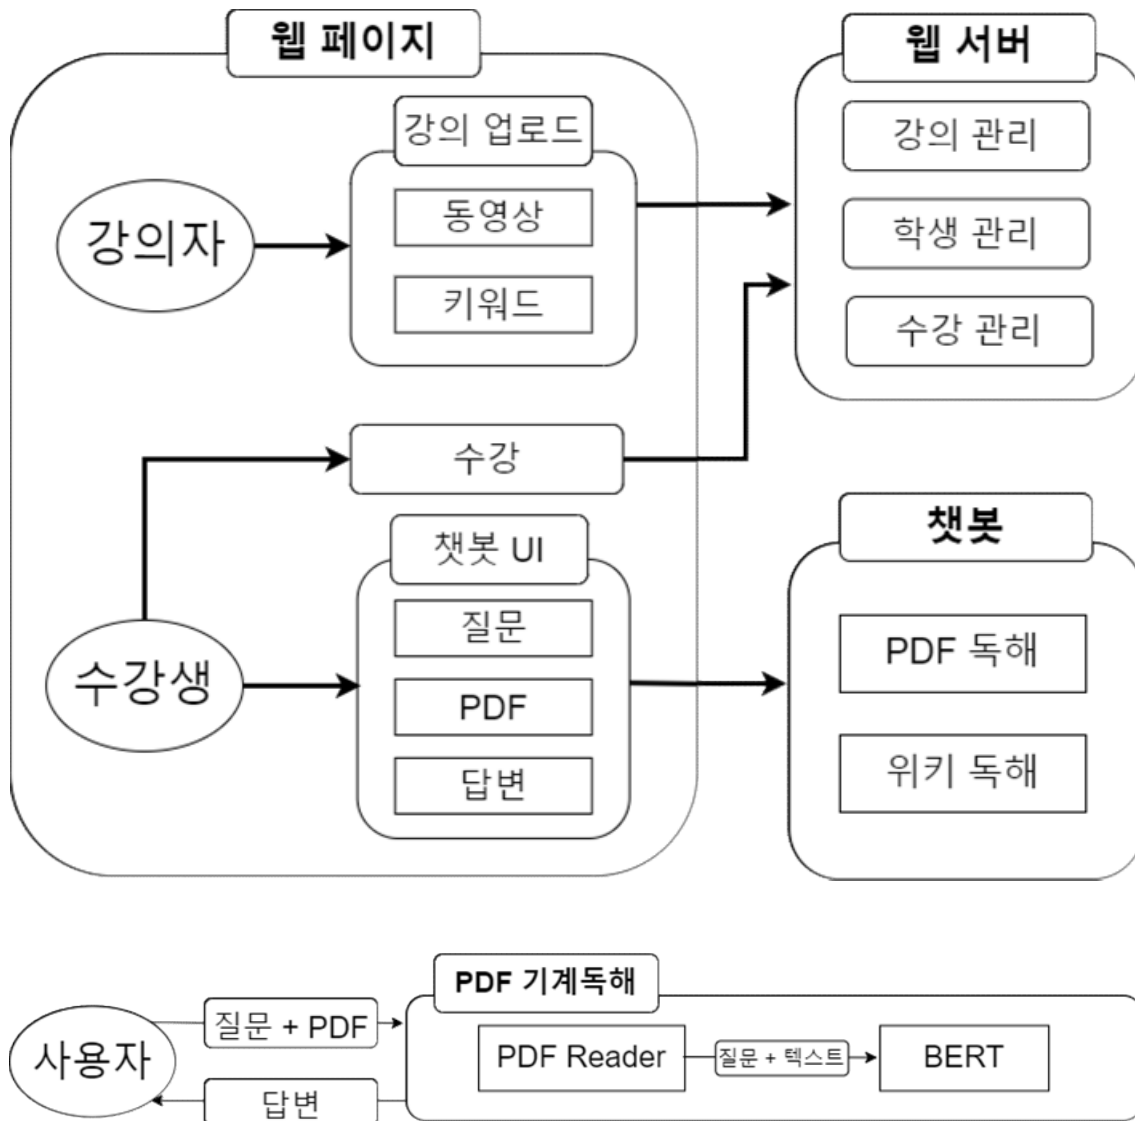 웹 페이지
강의 업로드
동영상
키워드
강의자
수강
챗봇 UI
질문
PDF
답변
수강생
웹 서버
강의 관리
학생 관리
수강 관리
챗봇
PDF 독해
위키 독해
PDF 기계독해
사용자
질문 + PDF
답변
PDF Reader
질문 + 텍스트
BERT